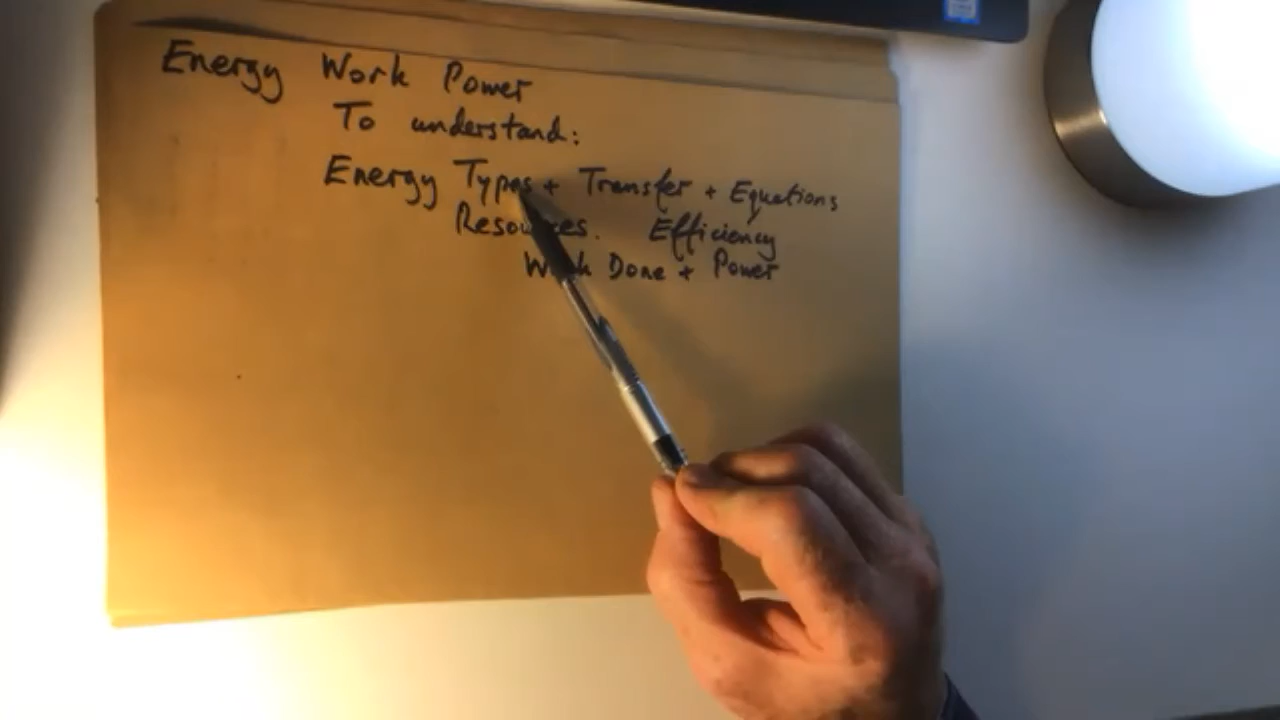 Energy Work Power
To understand:
Energy Types + Transfer + Equations
Resources. Efficiency
Work Done + Power